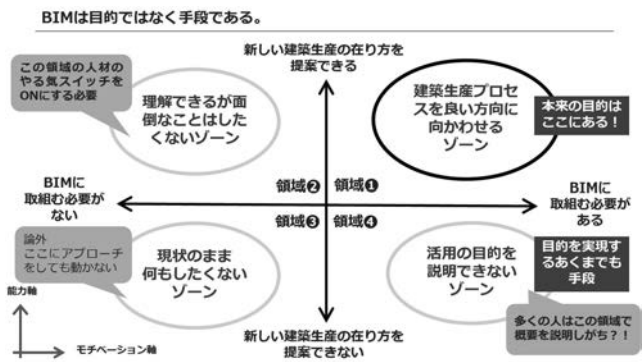 BIMは目的ではなく手段である。
新しい建築生産の在り方を
提案できる
この領域の人材の
やる気スイッチを
ONにする必要
理解できるが面
倒なことはした
くないゾーン
建築生産プロセ
スを良い方向に
向かわせる
ゾーン
本来の目的は
ここにある！
BIMに
取組む必要が
ない
領域❷
領域❶
領域❸
領域❹
BIMに
取組む必要が
ある
論外
ここにアプローチ
をしても動かない
現状のまま
何もしたくない
ゾーン
活用の目的を
説明できない
ゾーン
目的を実現す
るあくまでも
手段
多くの人はこの領域で
概要を説明しがち？！
新しい建築生産の在り方を
提案できない
能力軸
モチベーション軸